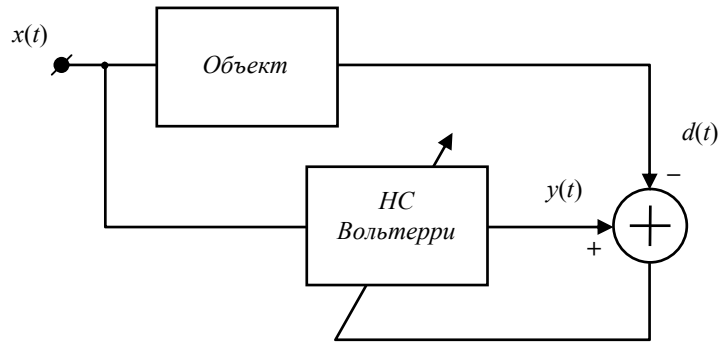 x(t)
Объект
d(t)
−
НС
Вольтерри
y(t)
+